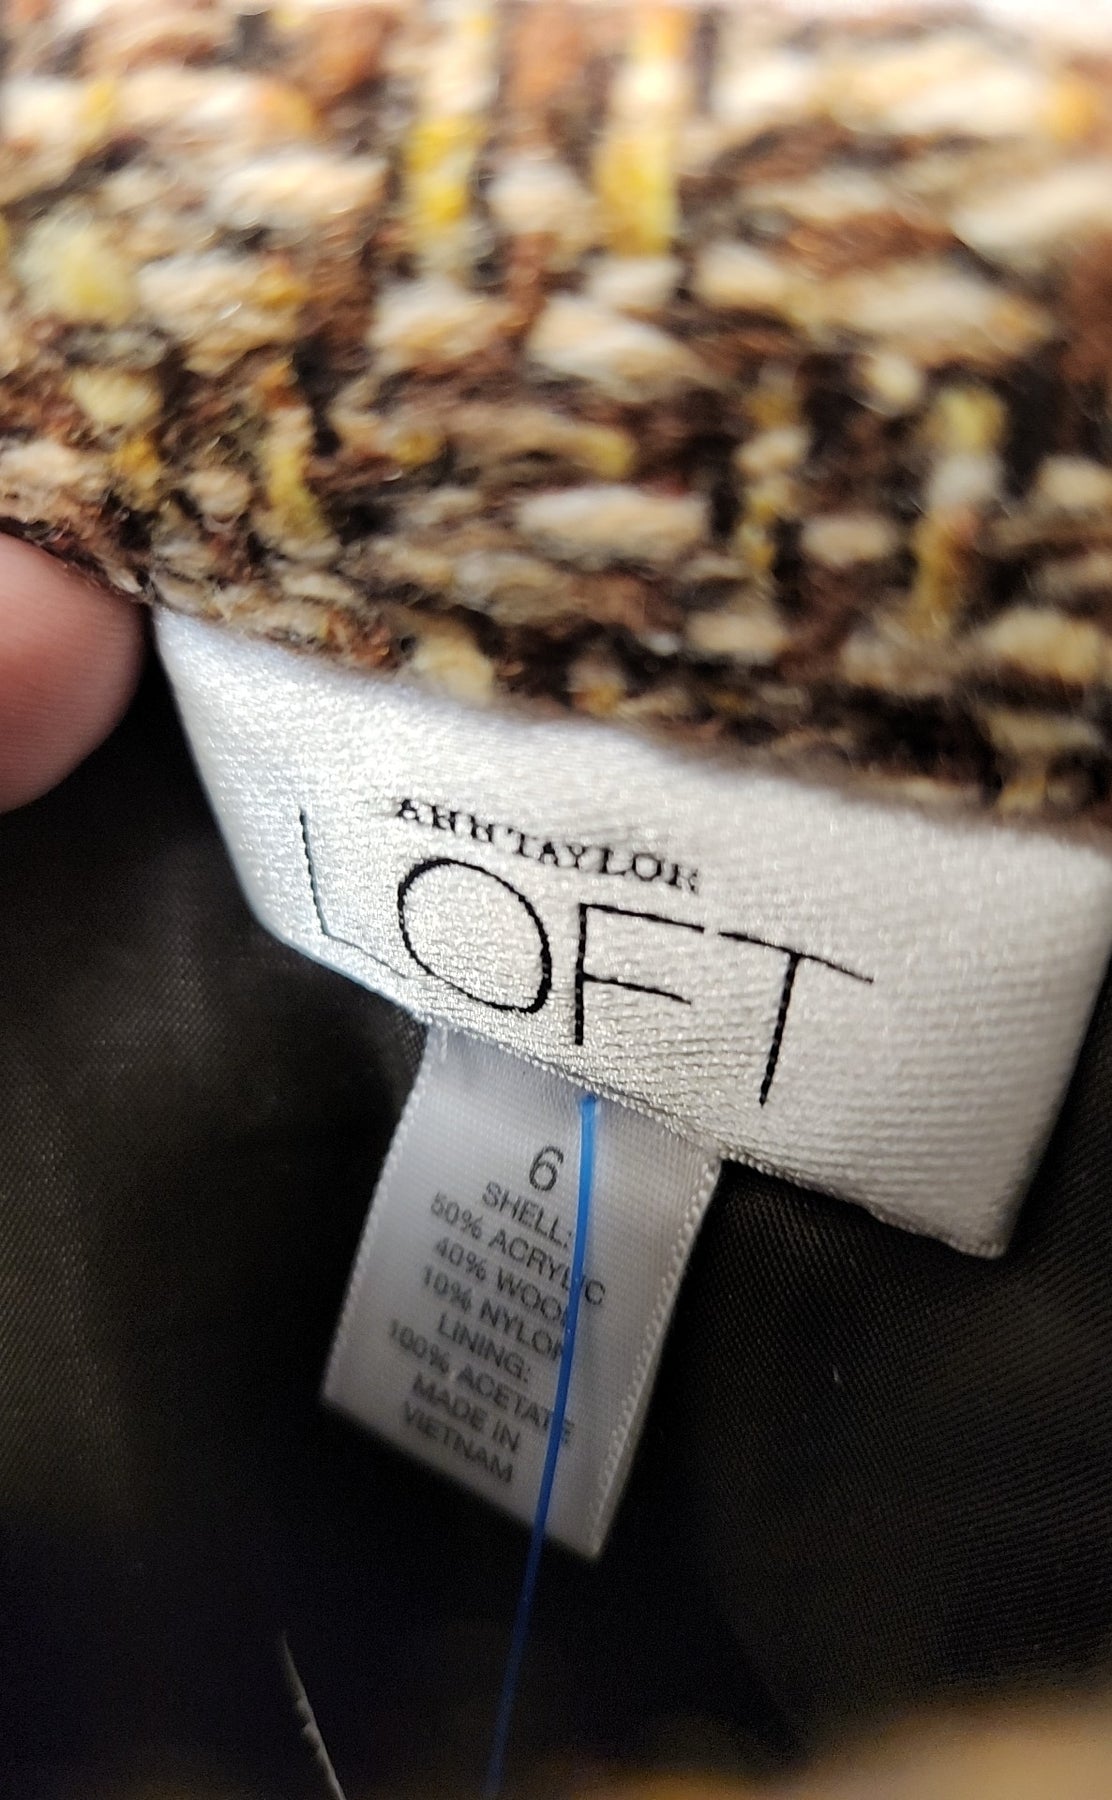 ANN TAYLOR
LOFT
6
SHELL:
50% ACRYLIC
40% WOOL
10% NYLON
LINING:
100% ACETATE
MADE IN
VIETNAM